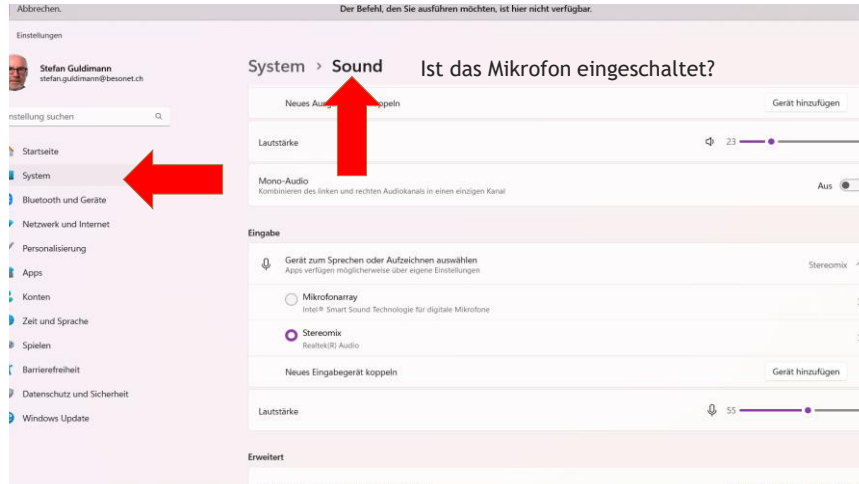 Abbrechen. Der Befehl, den Sie ausführen möchten, ist hier nicht verfügbar.
Einstellungen
Stefan Guldimann
stefan.guldimann@besonet.ch
nstellung suchen
Startseite
System
Bluetooth und Geräte
Netzwerk und Internet
Personalisierung
Apps
Konten
Zeit und Sprache
Spielen
Barrierefreiheit
Datenschutz und Sicherheit
Windows Update
System > Sound Ist das Mikrofon eingeschaltet?
Neues Au oppeln Gerät hinzufügen
Lautstärke 23
Mono-Audio Aus
Kombinieren des linken und rechten Audiokanals in einen einzigen Kanal
Eingabe
Gerät zum Sprechen oder Aufzeichnen auswählen Stereomix
Apps verfügen möglicherweise über eigene Einstellungen
Mikrofonarray
Intel® Smart Sound Technologie für digitale Mikrofone
Stereomix
Realtek(R) Audio
Neues Eingabegerät koppeln Gerät hinzufügen
Lautstärke 55
Erweitert